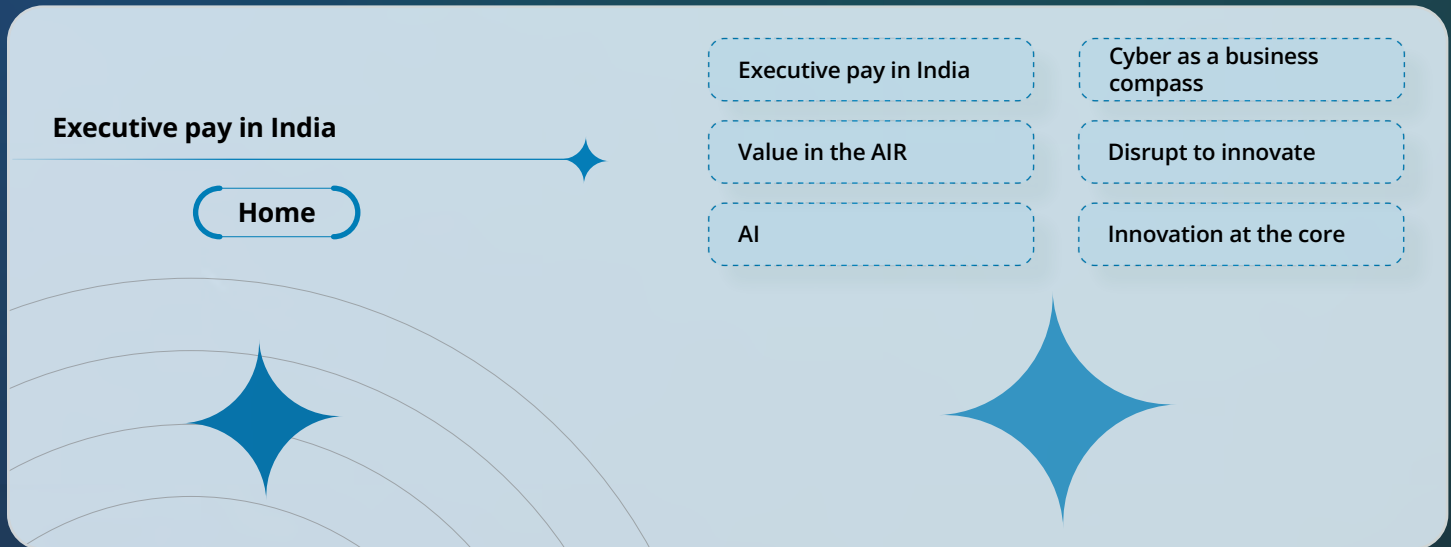 Executive pay in India
Home
Executive pay in India
Cyber as a business
compass
Value in the AIR
Disrupt to innovate
AI
Innovation at the core